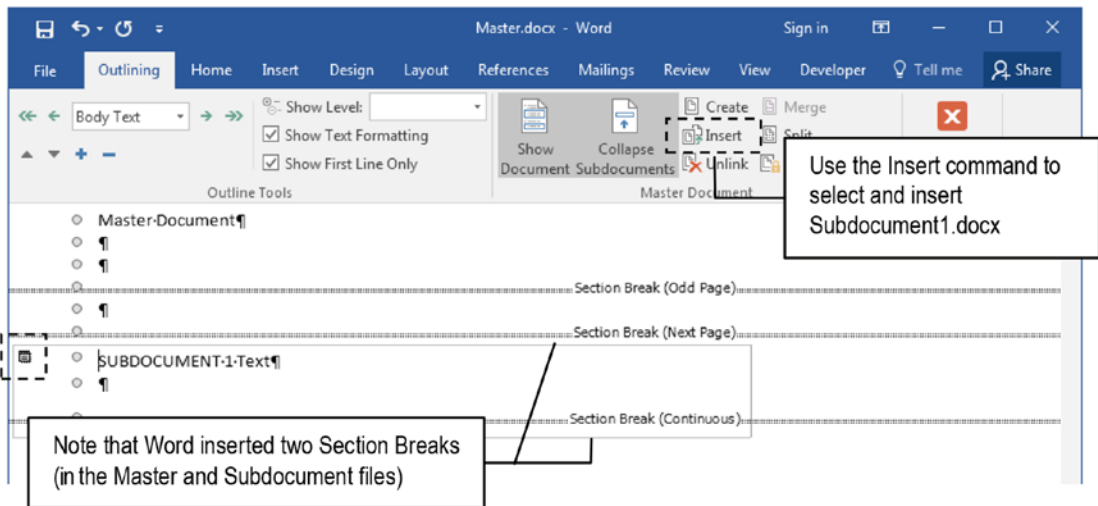 Master.docx - Word Sign in
File Outlining Home Insert Design Layout References Mailings Review View Developer Tell me Share
Body Text
Show Level:
Show Text Formatting
Show First Line Only
Outline Tools
Show Document
Collapse Subdocuments
Create Merge
Insert Split
Unlink
Master Document
Use the Insert command to
select and insert
Subdocument1.docx
Master·Document¶
¶
¶
Section Break (Odd Page)
¶
Section Break (Next Page)
SUBDOCUMENT·1·Text¶
¶
Section Break (Continuous)
Note that Word inserted two Section Breaks
(in the Master and Subdocument files)